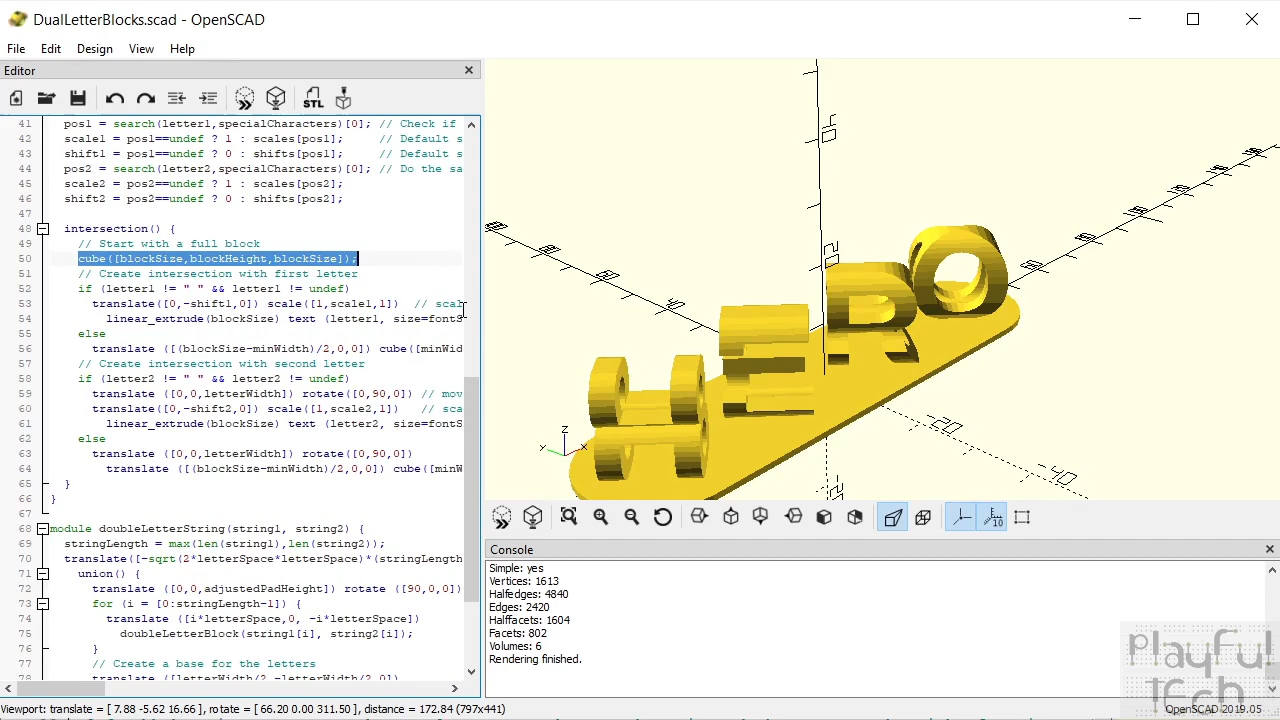 DualLetterBlocks.scad - OpenSCAD
File Edit Design View Help
Editor
STL
41 pos1 = search(letter1,specialCharacters)[0]; // Check if
42 scale1 = pos1==undef ? 1 : scales[pos1]; // Default s
43 shift1 = pos1==undef ? 0 : shifts[pos1]; // Default s
44 pos2 = search(letter2,specialCharacters)[0]; // Do the sa
45 scale2 = pos2==undef ? 1 : scales[pos2];
46 shift2 = pos2==undef ? 0 : shifts[pos2];
47
48 intersection() {
49 // Start with a full block
50 cube([blockSize,blockHeight,blockSize]);
51 // Create intersection with first letter
52 if (letter1 != " " && letter1 != undef)
53 translate([0,-shift1,0]) scale([1,scale1,1]) // scal
54 linear_extrude(blockSize) text (letter1, size=fontS
55 else
56 translate ([(blockSize-minWidth)/2,0,0]) cube([minWid
57 // Create intersection with second letter
58 if (letter2 != " " && letter2 != undef)
59 translate ([0,0,letterWidth]) rotate([0,90,0]) // mov
60 translate([0,-shift2,0]) scale([1,scale2,1]) // sca
61 linear_extrude(blockSize) text (letter2, size=fontS
62 else
63 translate ([0,0,letterWidth]) rotate([0,90,0])
64 translate ([(blockSize-minWidth)/2,0,0]) cube([minW
65 }
66 }
67
68 module doubleLetterString(string1, string2) {
69 stringLength = max(len(string1),len(string2));
70 translate([-sqrt(2*letterSpace*letterSpace)*(stringLength
71 union() {
72 translate ([0,0,adjustedPadHeight]) rotate ([90,0,0])
73 for (i = [0:stringLength-1]) {
74 translate ([i*letterSpace,0, -i*letterSpace])
75 doubleLetterBlock(string1[i], string2[i]);
76 }
77 // Create a base for the letters
78 translate ([letterWidth/2,-letterWidth/2,0])
z
y
x
10
Console
Simple: yes
Vertices: 1613
Halfedges: 4840
Edges: 2420
Halffacets: 1604
Facets: 802
Volumes: 6
Rendering finished.
Playful
Tech
Viewport: translate = [ 7.88 -5.62 16.66 ], rotate = [ 66.20 0.00 311.50 ], distance = 172.84 (797x441)
OpenSCAD 2019.05